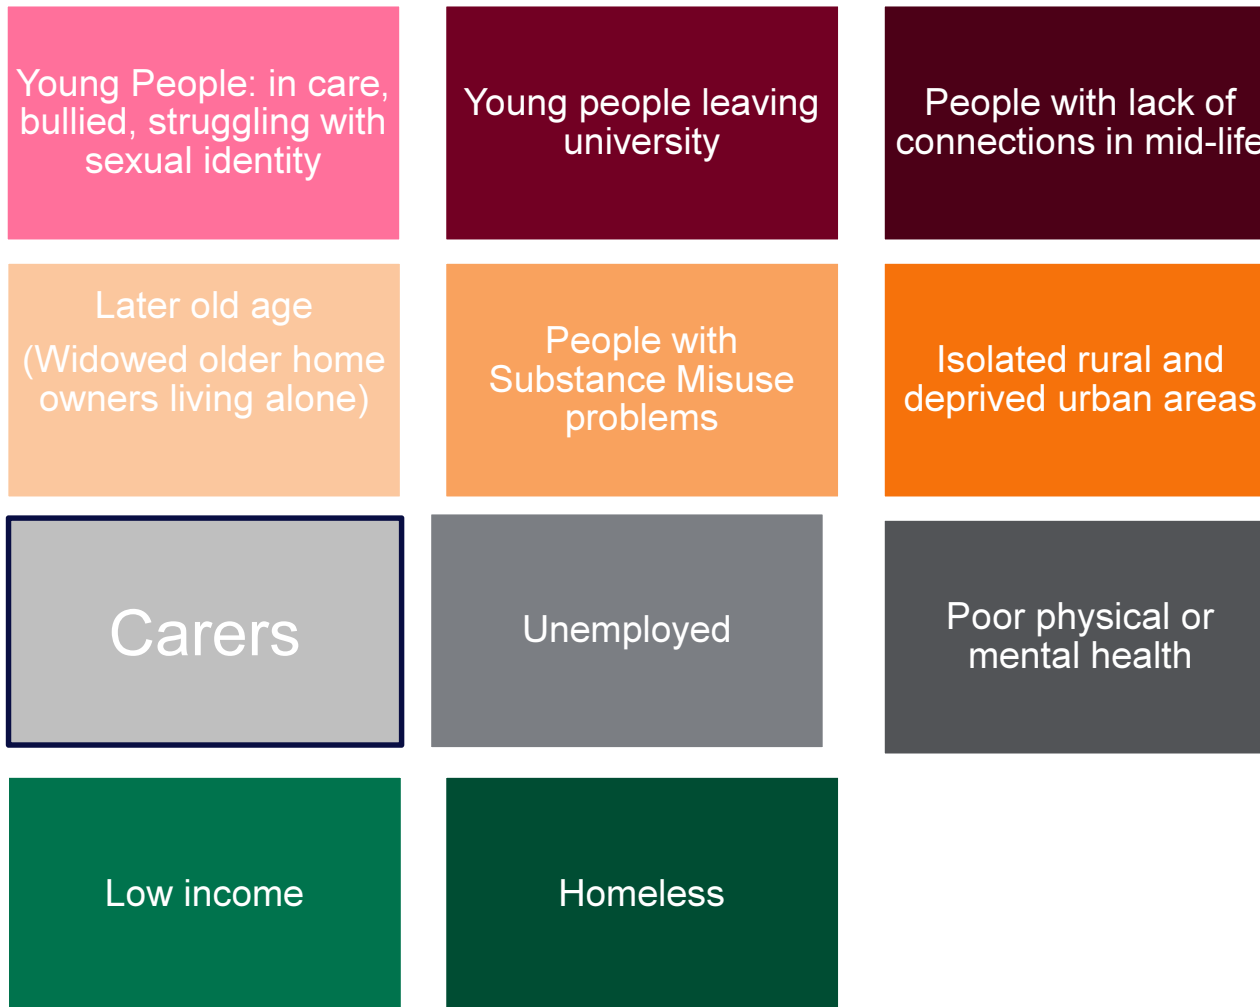 Young People: in care,
bullied, struggling with
sexual identity
Young people leaving
university
People with lack of
connections in mid-life
Later old age
(Widowed older home
owners living alone)
People with
Substance Misuse
problems
Isolated rural and
deprived urban areas
Carers
Unemployed
Poor physical or
mental health
Low income
Homeless